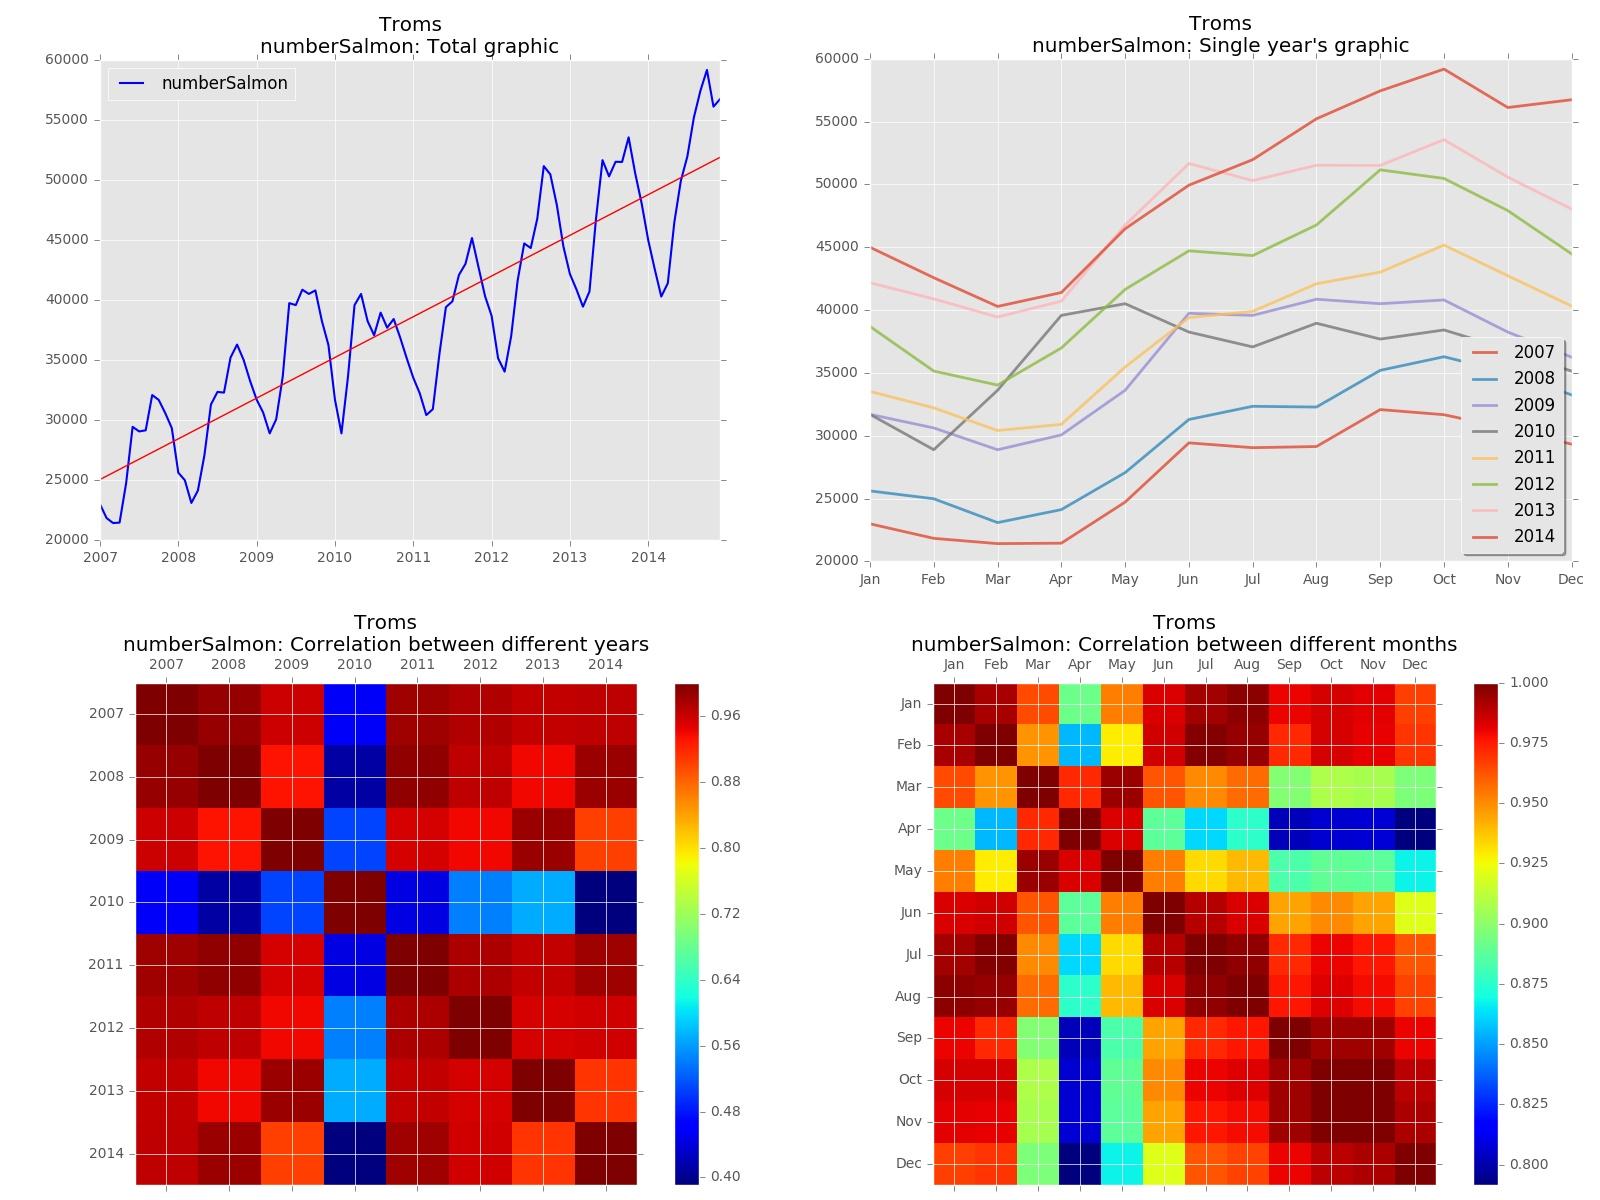 Troms
numberSalmon: Total graphic
60000
55000
50000
45000
40000
35000
30000
25000
20000
numberSalmon
2007 2008 2009 2010 2011 2012 2013 2014
Troms
numberSalmon: Single year's graphic
60000
55000
50000
45000
40000
35000
30000
25000
20000
2007
2008
2009
2010
2011
2012
2013
2014
Jan Feb Mar Apr May Jun Jul Aug Sep Oct Nov Dec
Troms
numberSalmon: Correlation between different years
2007 2008 2009 2010 2011 2012 2013 2014
2007
2008
2009
2010
2011
2012
2013
2014
0.96
0.88
0.80
0.72
0.64
0.56
0.48
0.40
Troms
numberSalmon: Correlation between different months
Jan Feb Mar Apr May Jun Jul Aug Sep Oct Nov Dec
Jan
Feb
Mar
Apr
May
Jun
Jul
Aug
Sep
Oct
Nov
Dec
1.000
0.975
0.950
0.925
0.900
0.875
0.850
0.825
0.800